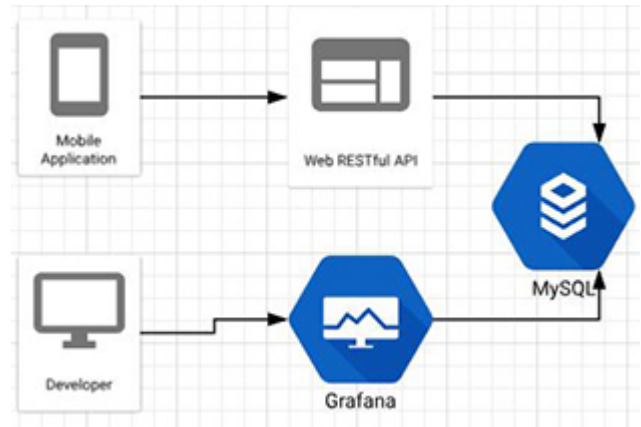 Mobile
Application
Web RESTful API
MySQL
Developer
Grafana